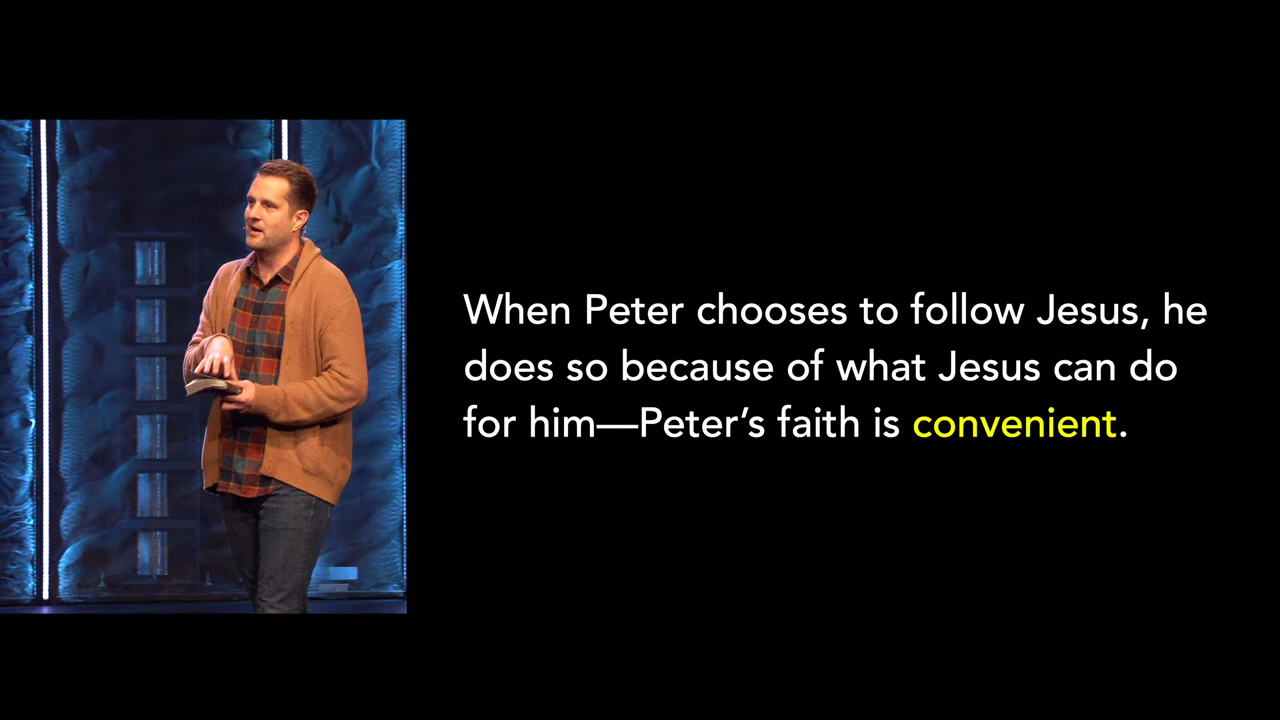 When Peter chooses to follow Jesus, he
does so because of what Jesus can do
for him—Peter’s faith is convenient.